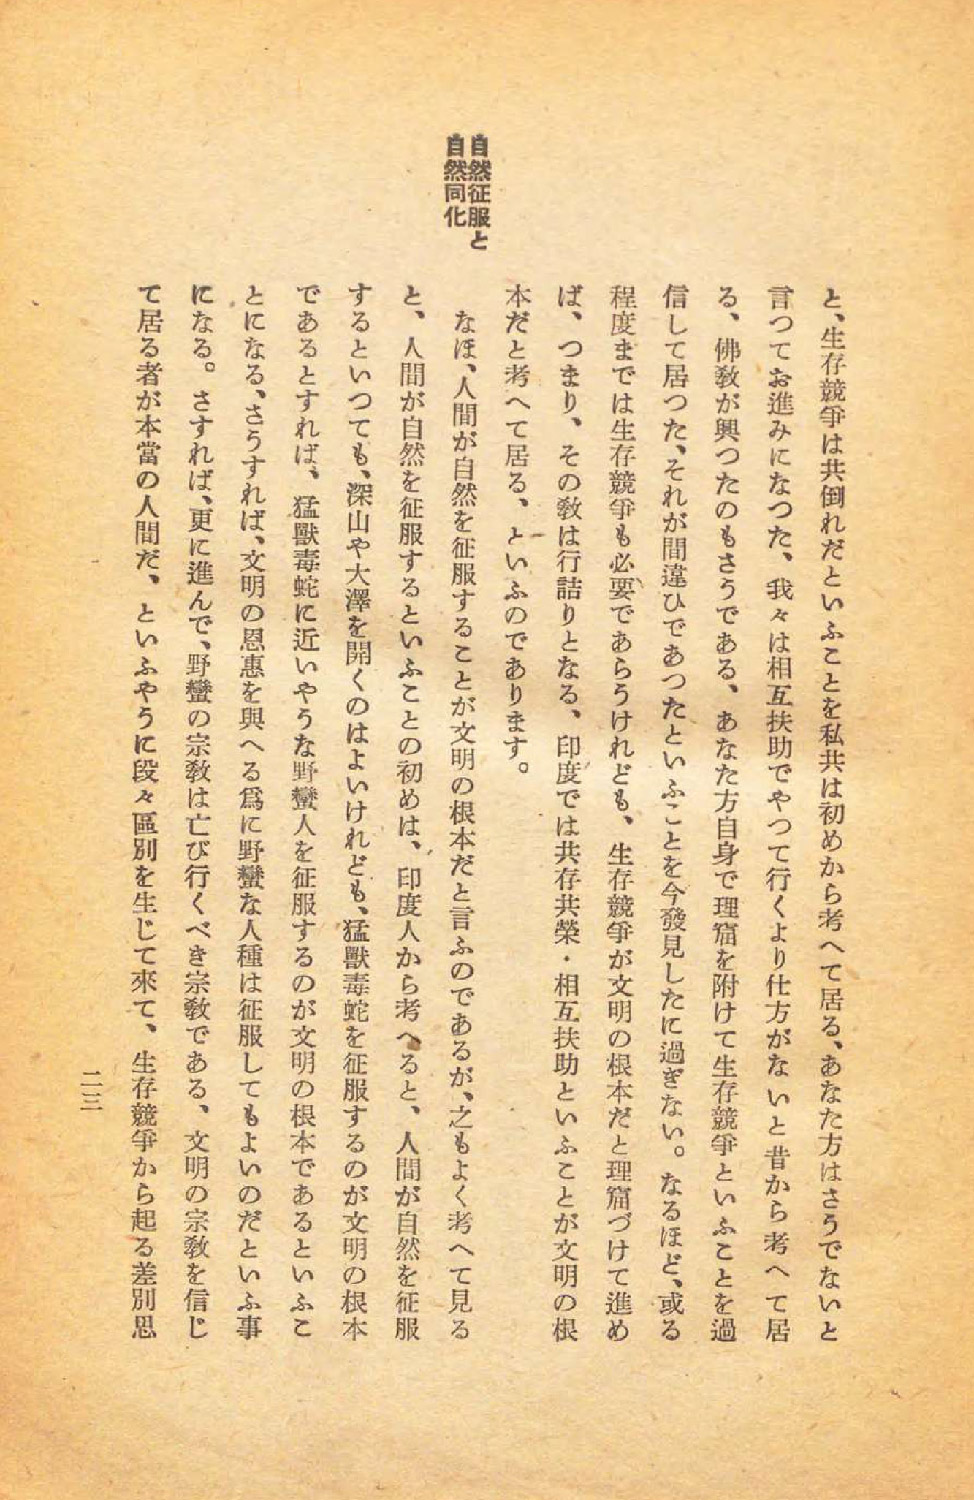 と、生存競爭は共倒れだといふことを私共は初めから考へて居る、あなた方はさうでないと
言つてお進みになつた、我々は相互扶助でやつて行くより仕方がないと昔から考へて居
る、佛敎が興つたのもさうである、あなた方自身で理窟を附けて生存競爭といふことを過
信して居つた、それが間違ひであつたといふことを今發見したに過ぎない。なるほど、或る
程度までは生存競爭も必要であらうけれども、生存競爭が文明の根本だと理窟づけて進め
ば、つまり、その敎は行詰りとなる、印度では共存共榮・相互扶助といふことが文明の根
本だと考へて居る、といふのであります。
自然征服と
自然同化
なほ、人間が自然を征服することが文明の根本だと言ふのであるが、之もよく考へて見る
と、人間が自然を征服するといふことの初めは、印度人から考へると、人間が自然を征服
するといつても、深山や大澤を開くのはよいけれども、猛獸毒蛇を征服するのが文明の根本
であるとすれば、猛獸毒蛇に近いやうな野蠻人を征服するのが文明の根本であるといふこ
とになる、さうすれば、文明の恩惠を與へる爲に野蠻な人種は征服してもよいのだといふ事
になる。さすれば、更に進んで、野蠻の宗敎は亡び行くべき宗敎である、文明の宗敎を信じ
て居る者が本當の人間だ、といふやうに段々區別を生じて來て、生存競爭から起る差別思
二三